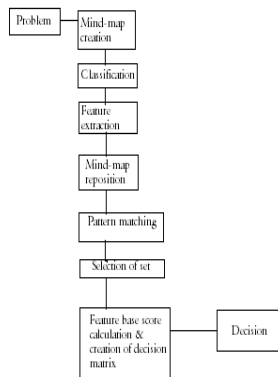 Problem
Mind-map
creation
Classification
Feature
extraction
Mind-map
reposition
Pattern matching
Selection of set
Feature base score
calculation &
creation of decision
matrix
Decision